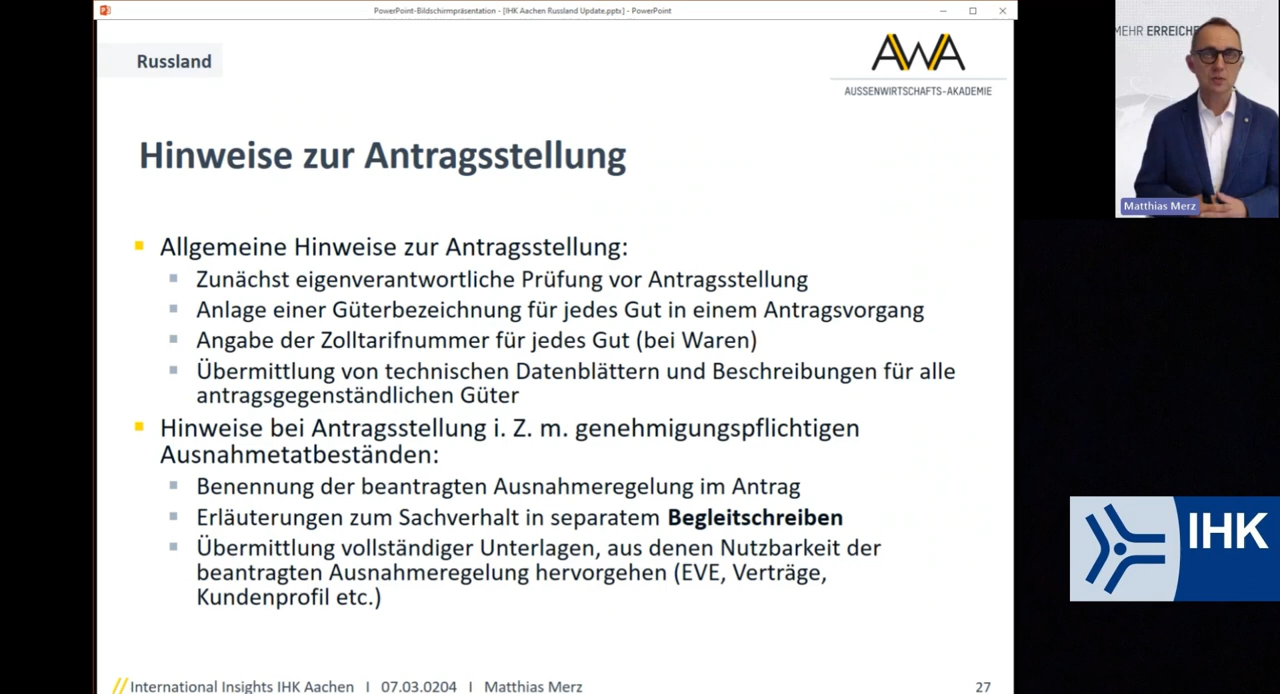 PowerPoint-Bildschirmpräsentation - [IHK Aachen Russland Update.pptx] - PowerPoint
Russland
AWA
AUSSENWIRTSCHAFTS-AKADEMIE
MEHR ERREICHE
Matthias Merz
Hinweise zur Antragsstellung
Allgemeine Hinweise zur Antragsstellung:
Zunächst eigenverantwortliche Prüfung vor Antragsstellung
Anlage einer Güterbezeichnung für jedes Gut in einem Antragsvorgang
Angabe der Zolltarifnummer für jedes Gut (bei Waren)
Übermittlung von technischen Datenblättern und Beschreibungen für alle
antragsgegenständlichen Güter
Hinweise bei Antragsstellung i. Z. m. genehmigungspflichtigen
Ausnahmetatbeständen:
Benennung der beantragten Ausnahmeregelung im Antrag
Erläuterungen zum Sachverhalt in separatem Begleitschreiben
Übermittlung vollständiger Unterlagen, aus denen Nutzbarkeit der
beantragten Ausnahmeregelung hervorgehen (EVE, Verträge,
Kundenprofil etc.)
IHK
// International Insights IHK Aachen I 07.03.0204 I Matthias Merz
27